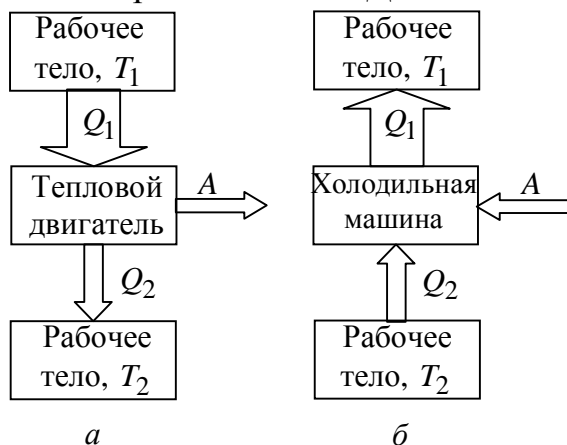 Рабочее
тело, T₁
Q₁
Тепловой
двигатель
A
Q₂
Рабочее
тело, T₂
а
Рабочее
тело, T₁
Q₁
Холодильная
машина
A
Q₂
Рабочее
тело, T₂
б